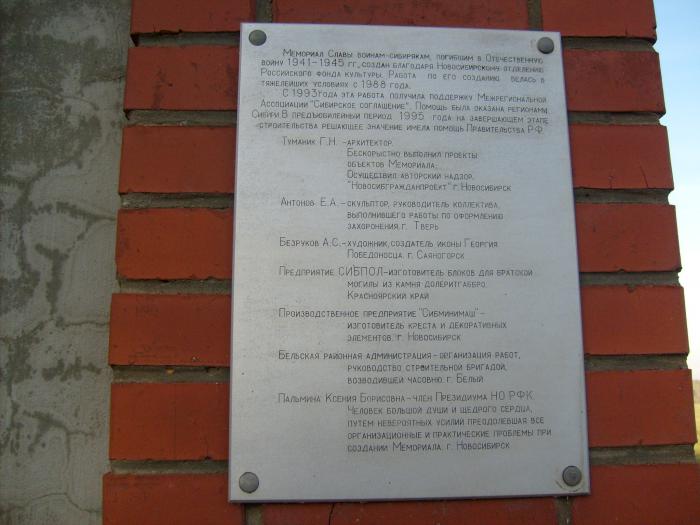 Мемориал Славы воинам-сибирякам, погибшим в Отечественную
войну 1941-1945 гг., создан благодаря Новосибирскому отделению
Российского фонда культуры. Работа по его созданию велась в
тяжелейших условиях с 1988 года.
С 1993 года эта работа получила поддержку Межрегиональной
Ассоциации "Сибирское соглашение". Помощь была оказана регионами
Сибири. В предъюбилейный период 1995 года на завершающем этапе
строительства решающее значение имела помощь Правительства РФ.
Туманик Г.Н. -архитектор.
Бескорыстно выполнил проекты
объектов Мемориала;
Осуществил авторский надзор.
"Новосибгражданпроект" г. Новосибирск
Антонов Е.А. -скульптор, руководитель коллектива,
выполнившего работы по оформлению
захоронения. г. Тверь
Безруков А.С. -художник, создатель иконы Георгия
Победоносца. г. Саяногорск
Предприятие СИБПОЛ-изготовитель блоков для братской
могилы из камня долеритгаббро.
Красноярский край
Производственное предприятие "Сибминимаш"-
изготовитель креста и декоративных
элементов. г. Новосибирск
Бельская районная администрация-организация работ,
руководство строительной бригадой,
возводившей часовню. г. Белый
Пальмина Ксения Борисовна-член Президиума НО РФК.
Человек большой души и щедрого сердца,
путем невероятных усилий преодолевшая все
организационные и практические проблемы при
создании Мемориала. г. Новосибирск